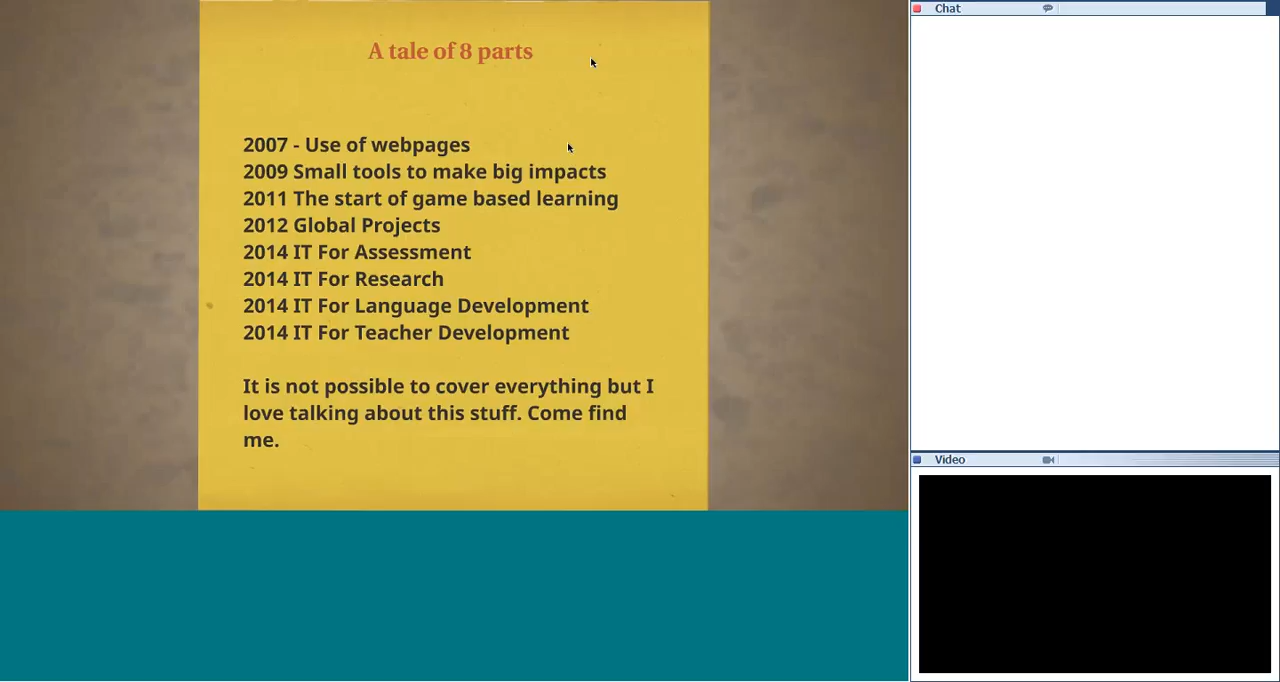 A tale of 8 parts
2007 - Use of webpages
2009 Small tools to make big impacts
2011 The start of game based learning
2012 Global Projects
2014 IT For Assessment
2014 IT For Research
2014 IT For Language Development
2014 IT For Teacher Development
It is not possible to cover everything but I
love talking about this stuff. Come find
me.
Chat
Video